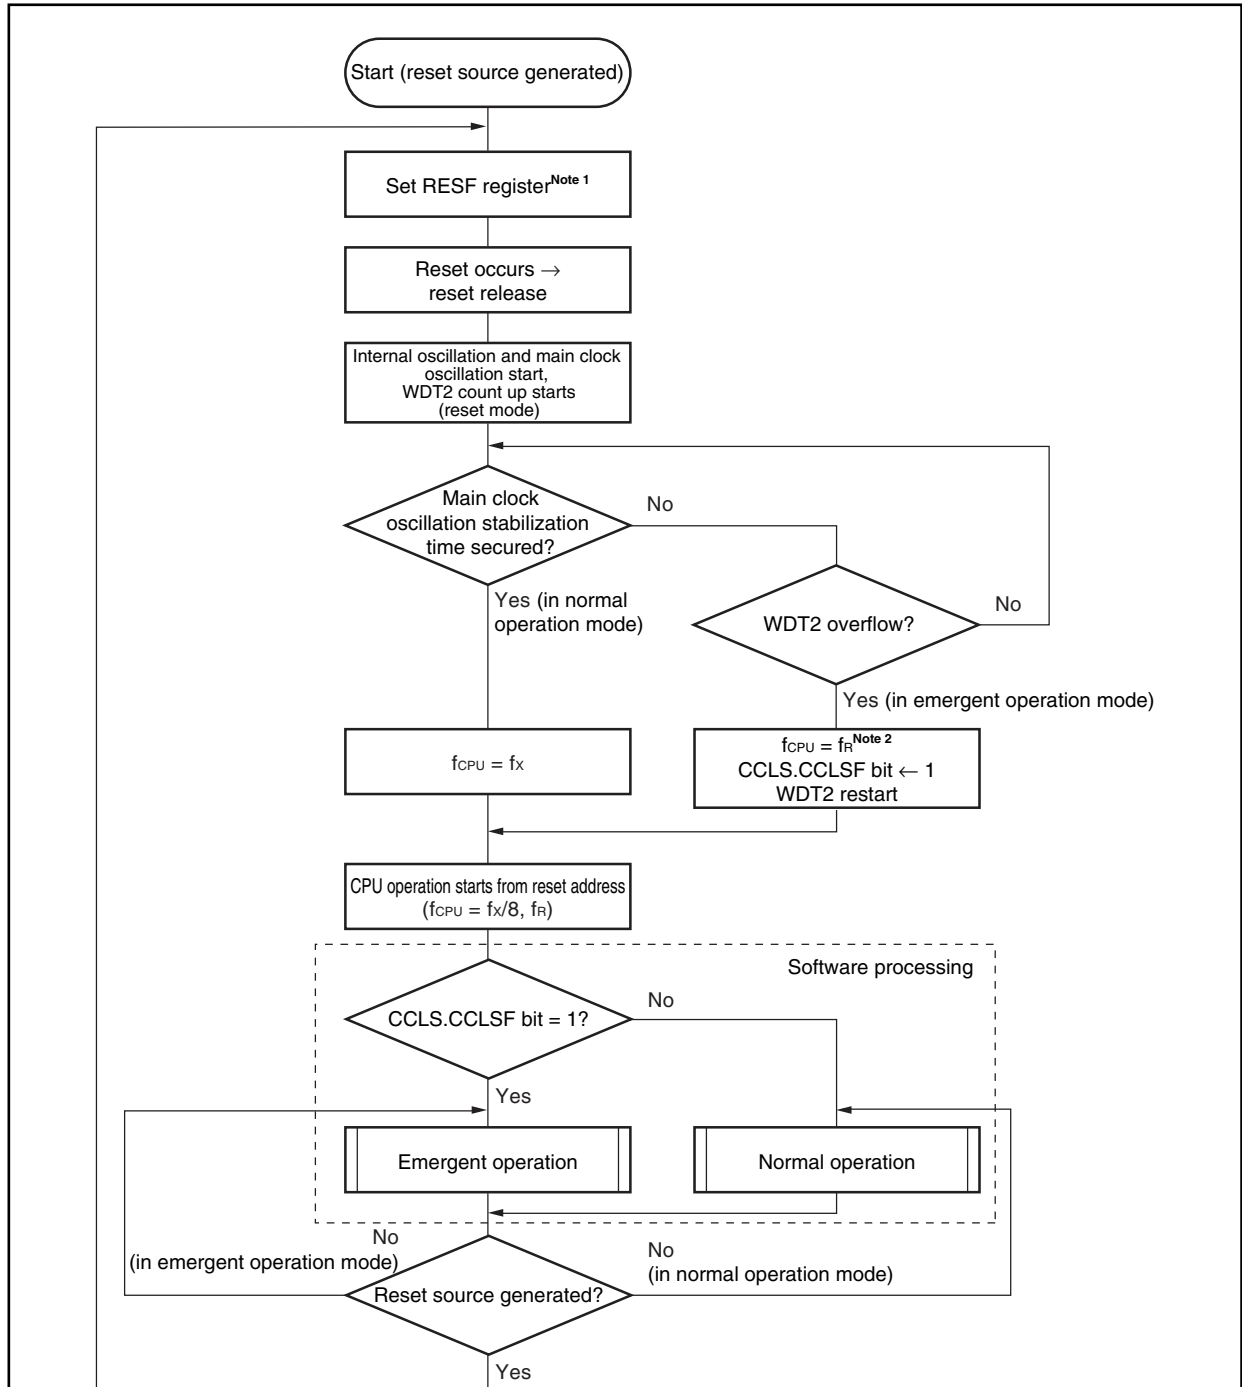 Start (reset source generated)
Set RESF registerNote 1
Reset occurs →
reset release
Internal oscillation and main clock
oscillation start,
WDT2 count up starts
(reset mode)
Main clock
oscillation stabilization
time secured?
No
Yes (in normal
operation mode)
WDT2 overflow?
No
Yes (in emergent operation mode)
fCPU = fX
fCPU = fRNote 2
CCLS.CCLSF bit ← 1
WDT2 restart
CPU operation starts from reset address
(fCPU = fX/8, fR)
Software processing
CCLS.CCLSF bit = 1?
No
Yes
Emergent operation
Normal operation
No
(in emergent operation mode)
No
(in normal operation mode)
Reset source generated?
Yes